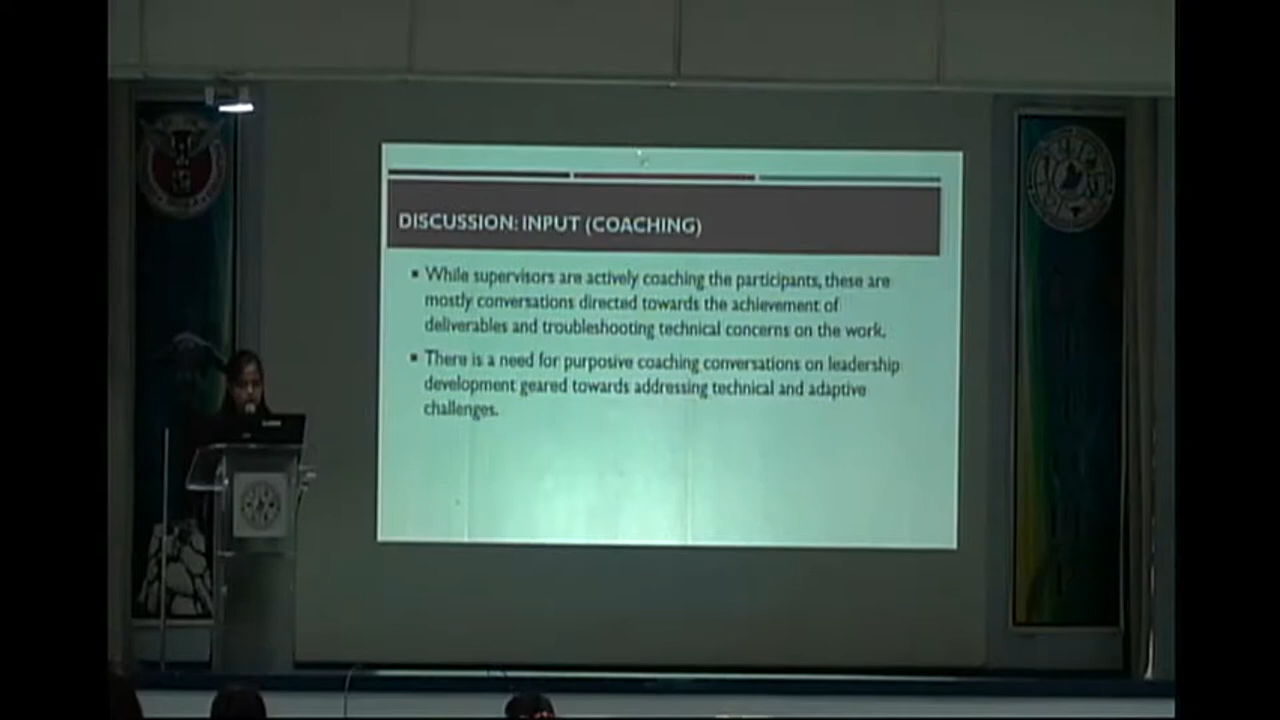 DISCUSSION: INPUT (COACHING)
▪ While supervisors are actively coaching the participants, these are
mostly conversations directed towards the achievement of
deliverables and troubleshooting technical concerns on the work.
▪ There is a need for purposive coaching conversations on leadership
development geared towards addressing technical and adaptive
challenges.